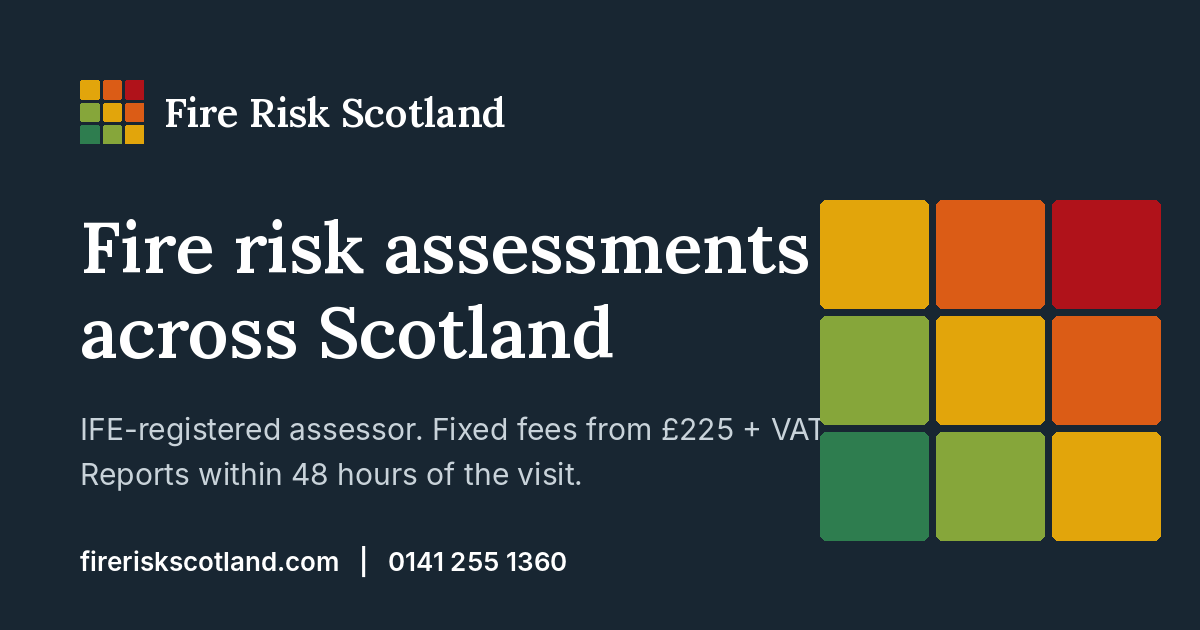 Fire Risk Scotland
Fire risk assessments
across Scotland
IFE-registered assessor. Fixed fees from £225 + VAT
Reports within 48 hours of the visit.
fireriskscotland.com | 0141 255 1360